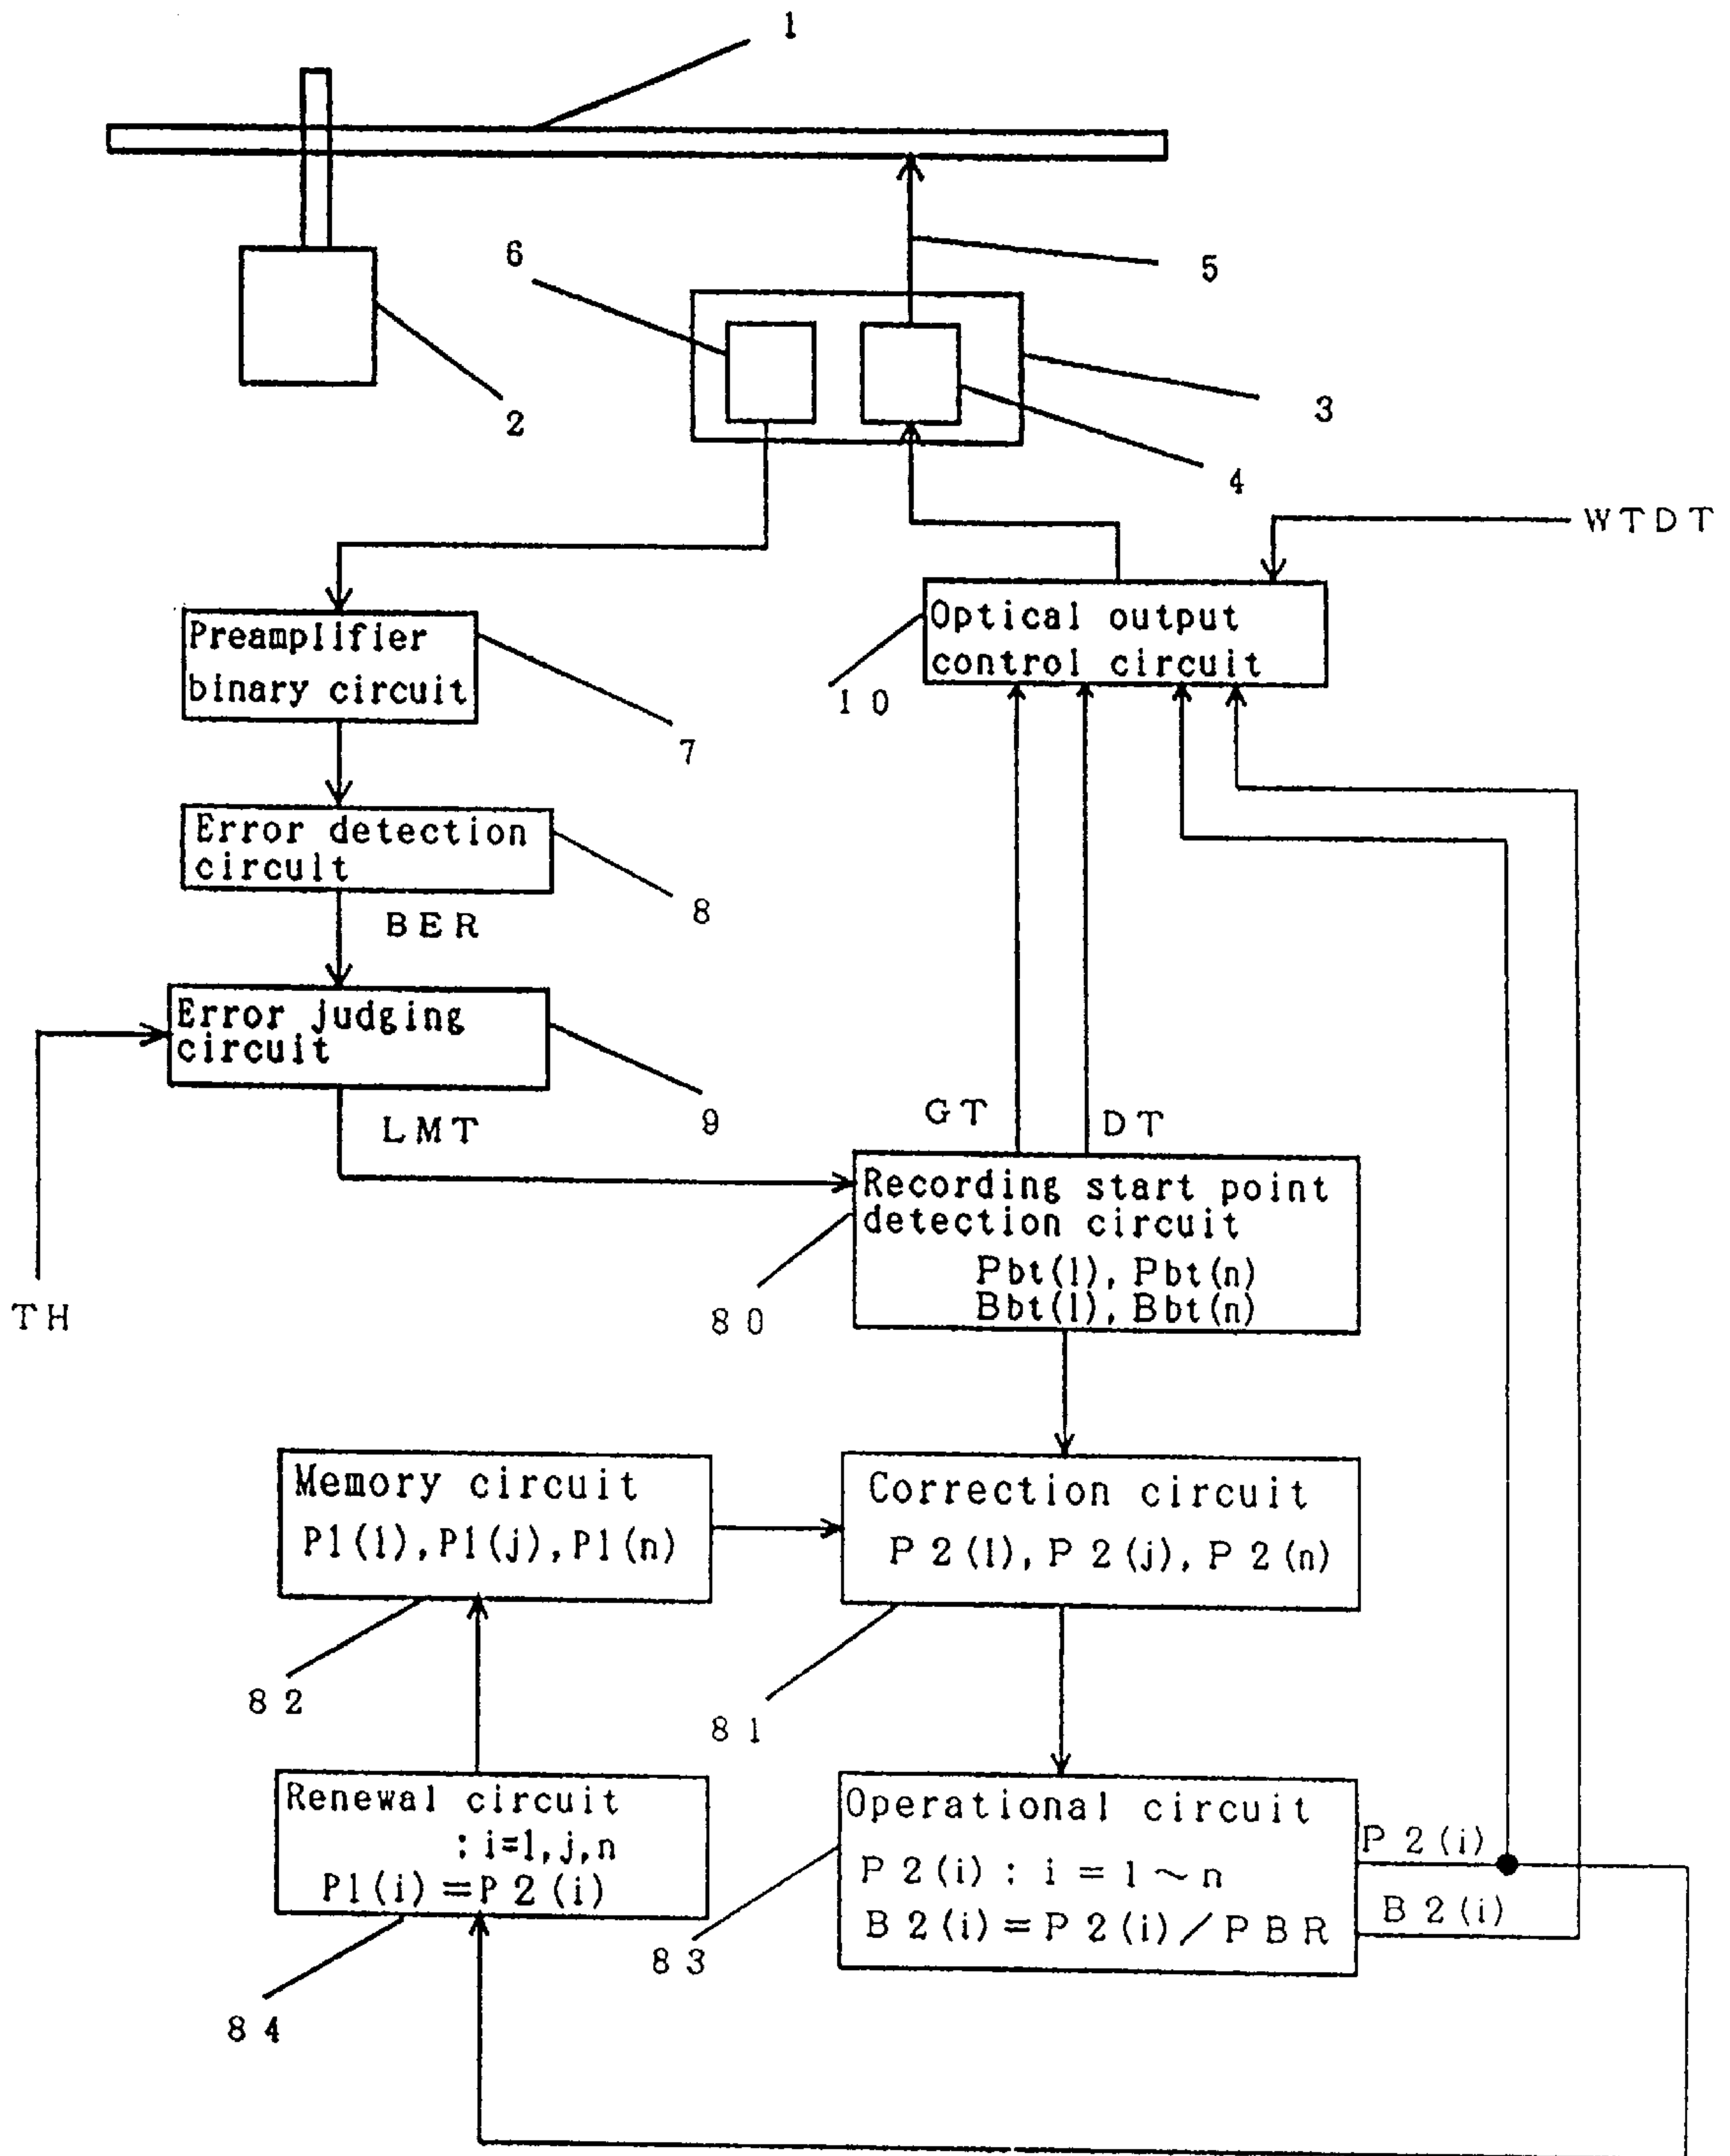 1
6
5
2
3
4
WTDT
Preamplifier
binary circuit
7
Optical output
control circuit
10
Error detection
circuit
8
BER
Error judging
circuit
9
LMT
TH
GT
DT
Recording start point
detection circuit
Pbt(1), Pbt(n)
Bbt(1), Bbt(n)
80
Memory circuit
P1(1), P1(j), P1(n)
82
Correction circuit
P2(1), P2(j), P2(n)
81
Renewal circuit
: i=1, j, n
P1(i)=P2(i)
84
Operational circuit
P2(i) : i=1~n
B2(i)=P2(i)/PBR
83
P2(i)
B2(i)